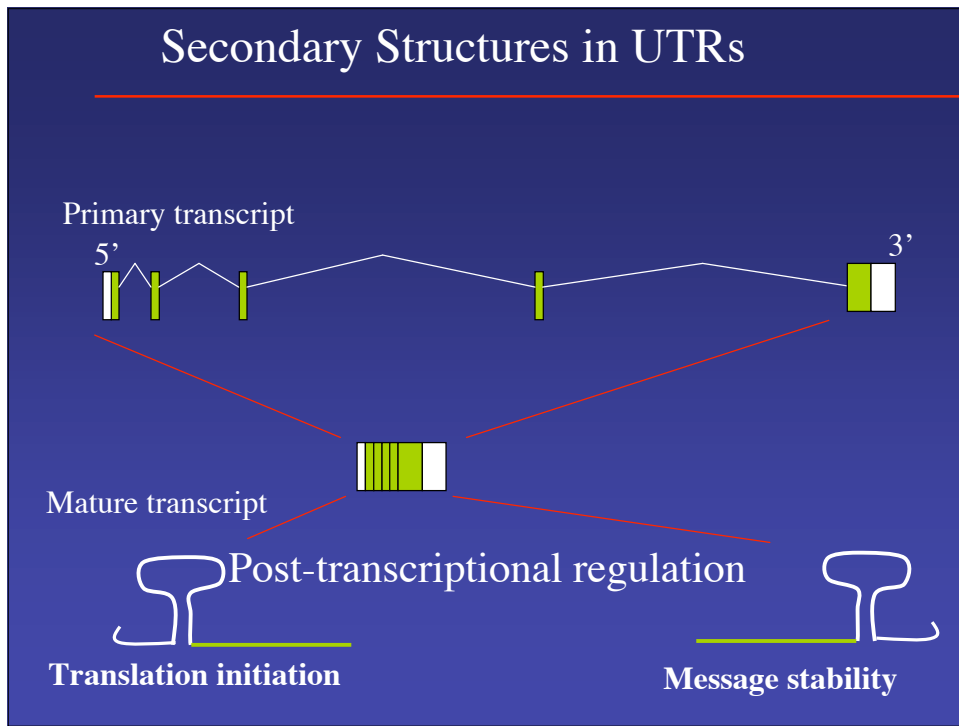 Secondary Structures in UTRs
Primary transcript
5’
3’
Mature transcript
Post-transcriptional regulation
Translation initiation
Message stability